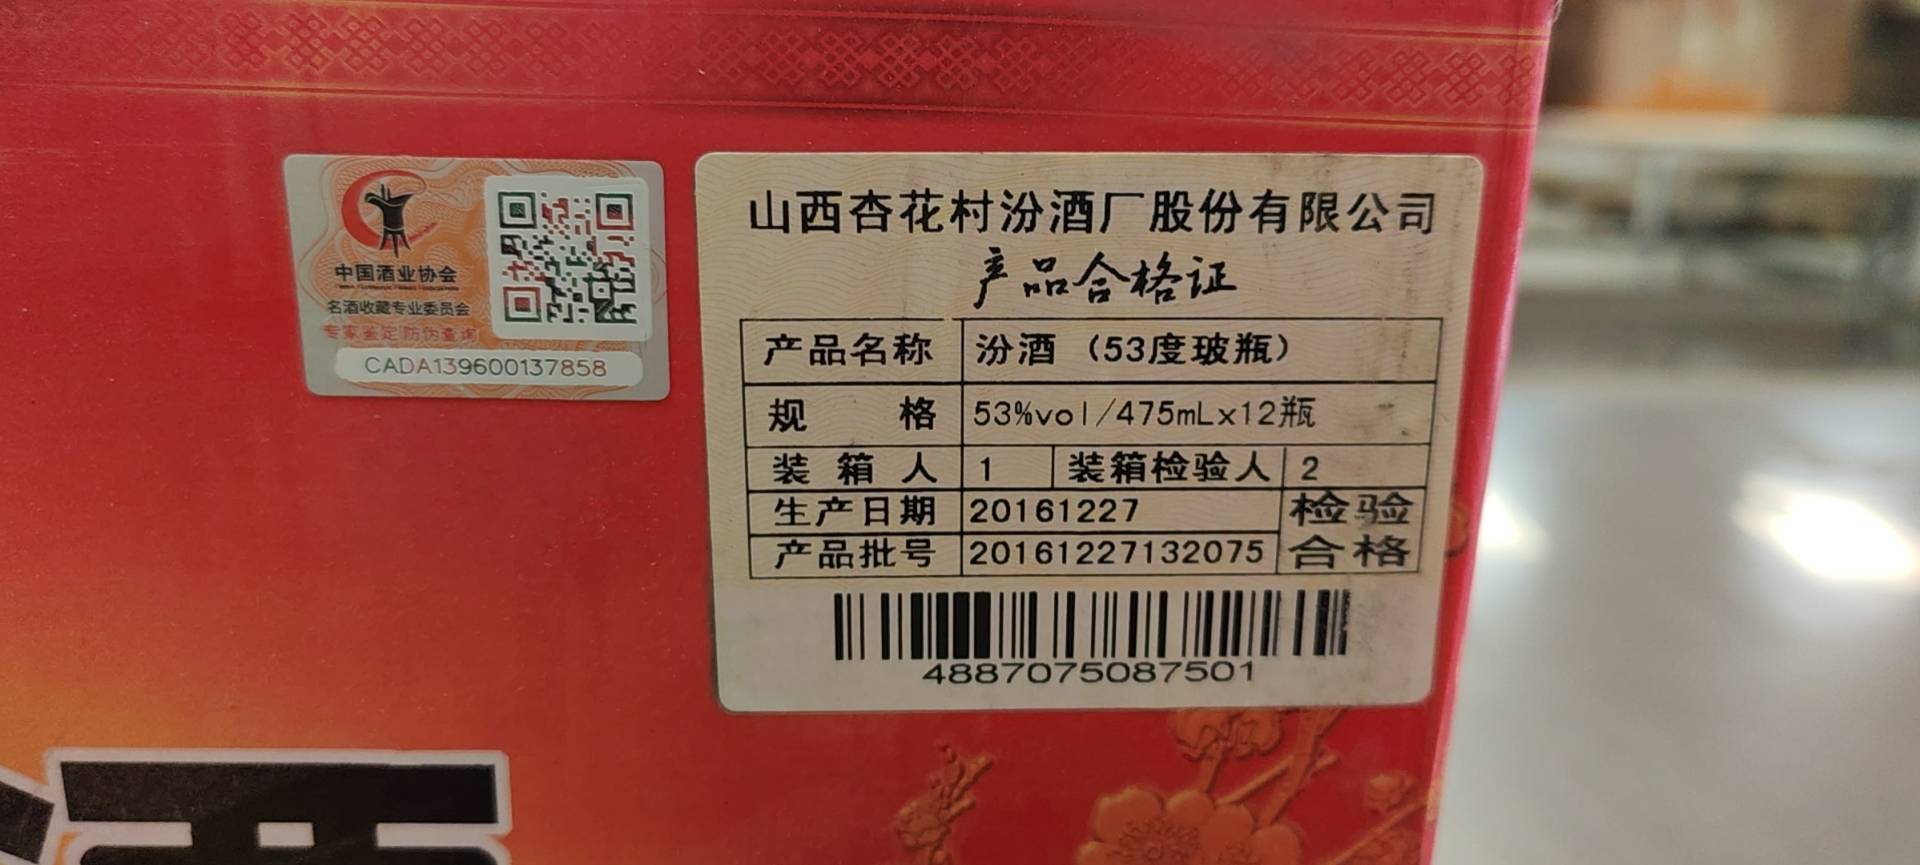 中国酒业协会
名酒收藏专业委员会
专家鉴定防伪查询
CADA139600137858
山西杏花村汾酒厂股份有限公司
产品合格证
产品名称 汾酒（53度玻瓶）
规 格 53%vol/475mLx12瓶
装箱人 1 装箱检验人 2
生产日期 20161227 检验
产品批号 20161227132075 合格
4887075087501